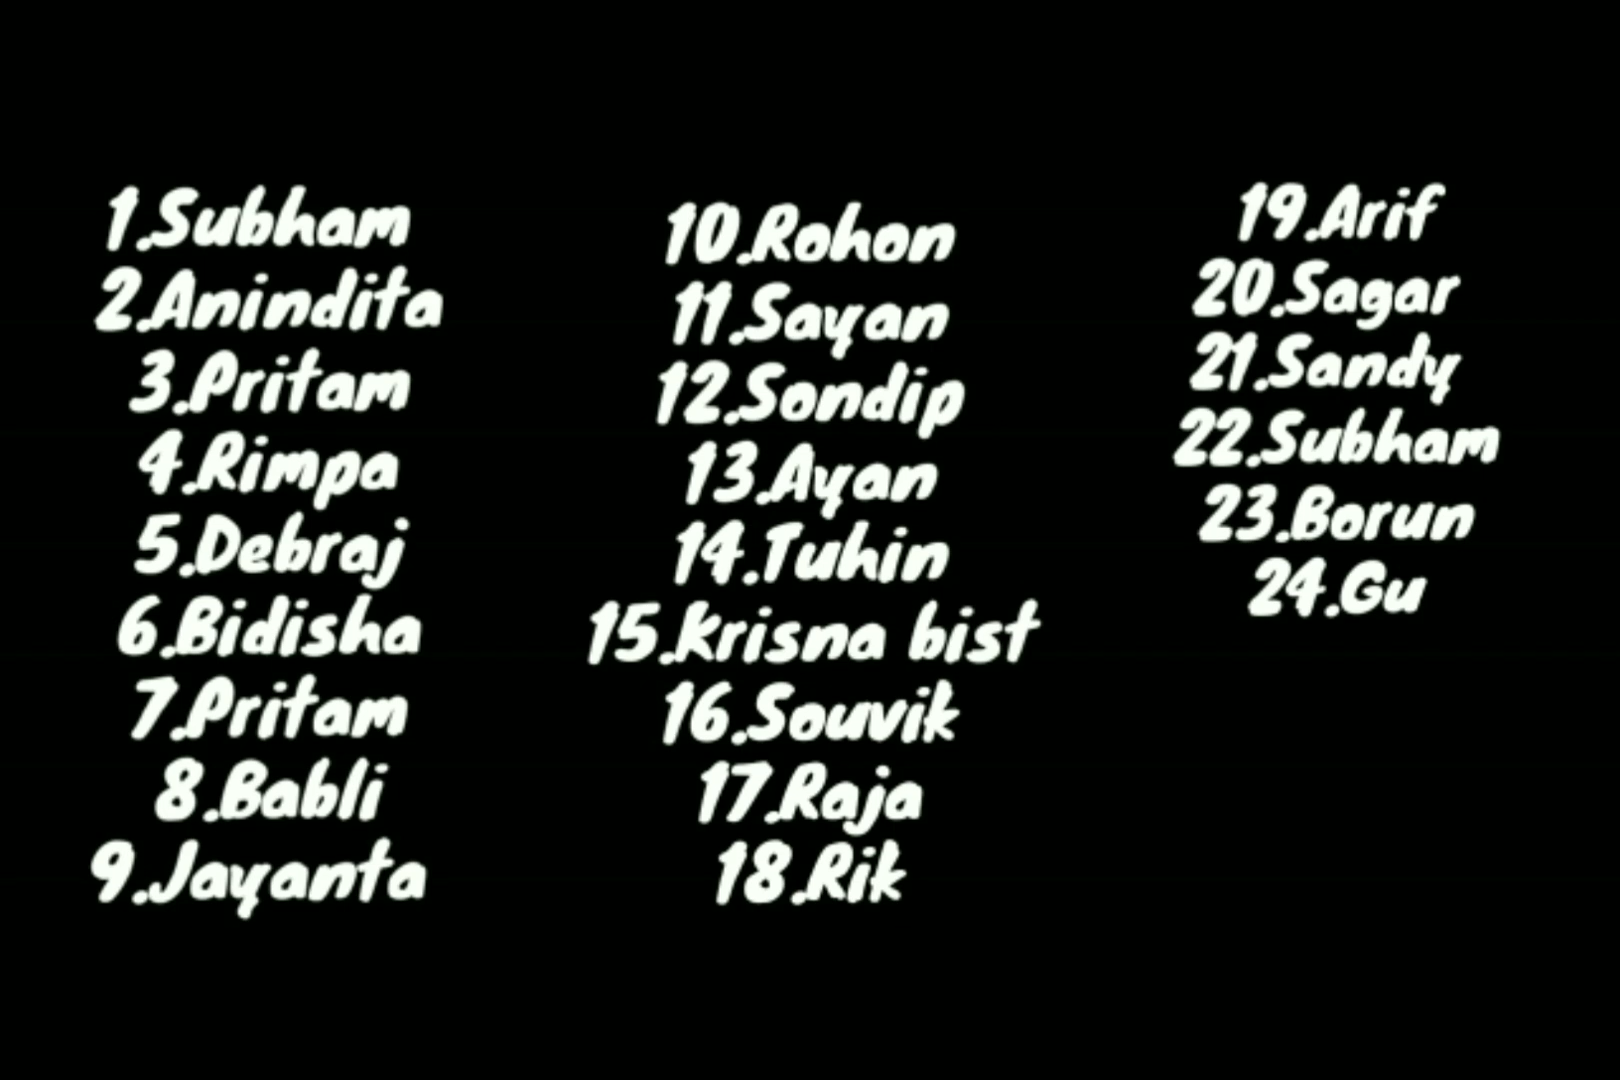 1.Subham
2.Anindita
3.Pritam
4.Rimpa
5.Debraj
6.Bidisha
7.Pritam
8.Babli
9.Jayanta
10.Rohon
11.Sayan
12.Sondip
13.Ayan
14.Tuhin
15.Krisna bist
16.Souvik
17.Raja
18.Rik
19.Arif
20.Sagar
21.Sandy
22.Subham
23.Borun
24.Gu